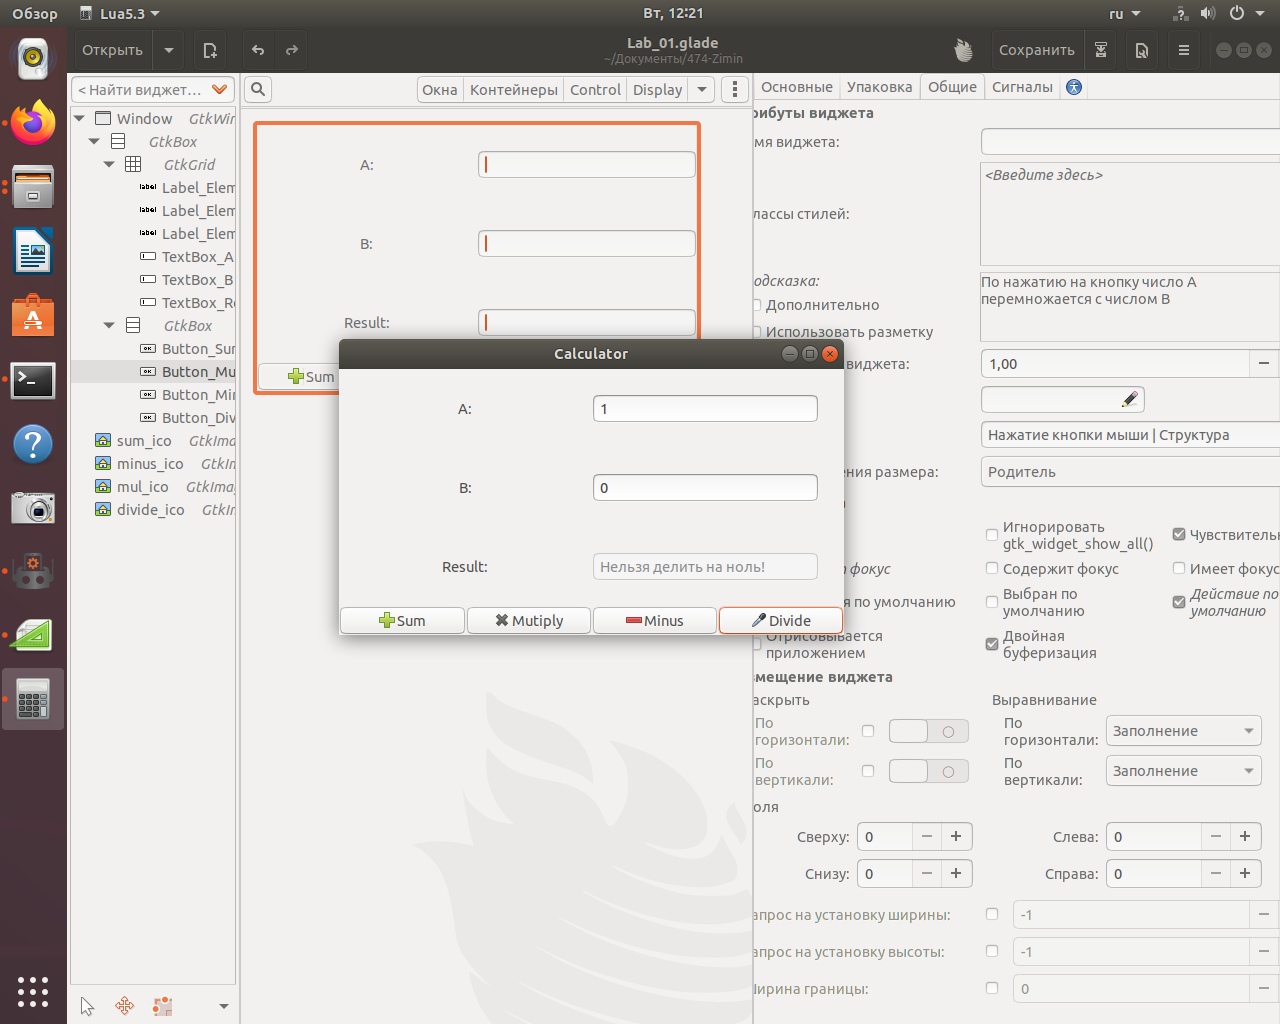 Обзор
Lua5.3
Вт, 12:21
ru
Открыть
Lab_01.glade
~/Документы/474-Zimin
Сохранить
< Найти виджет...
Окна
Контейнеры
Control
Display
Основные
Упаковка
Общие
Сигналы
Window GtkWin
GtkBox
GtkGrid
Label_Elem
Label_Elem
Label_Elem
TextBox_A
TextBox_B
TextBox_Re
GtkBox
Button_Sum
Button_Mu
Button_Min
Button_Div
sum_ico GtkIma
minus_ico GtkIm
mul_ico GtkImag
divide_ico GtkIm
A:
B:
Result:
Sum
Calculator
A:
1
B:
0
Result:
Нельзя делить на ноль!
Sum
Mutiply
Minus
Divide
рибуты виджета
мя виджета:
<Введите здесь>
лассы стилей:
одсказка:
По нажатию на кнопку число A
перемножается с числом B
Дополнительно
Использовать разметку
виджета:
1,00
Нажатие кнопки мыши | Структура
ния размера:
Родитель
Игнорировать
gtk_widget_show_all()
Чувствительн
фокус
Содержит фокус
Имеет фокус
я по умолчанию
Выбран по
умолчанию
Действие по
умолчанию
Отрисовывается
приложением
Двойная
буферизация
змещение виджета
аскрыть
Выравнивание
По
горизонтали:
По
горизонтали:
Заполнение
По
вертикали:
По
вертикали:
Заполнение
оля
Сверху:
0
Слева:
0
Снизу:
0
Справа:
0
апрос на установку ширины:
-1
апрос на установку высоты:
-1
Ширина границы:
0